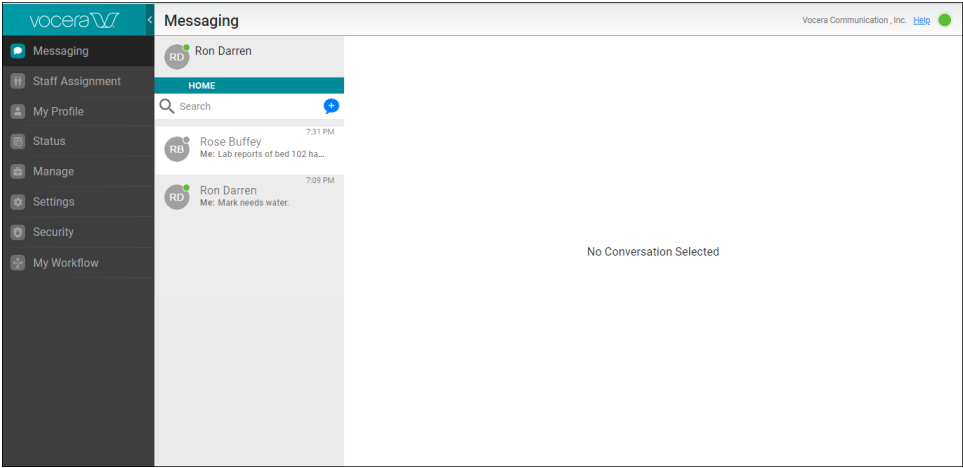 vocera
Messaging
Vocera Communication , Inc. Help
Messaging
Staff Assignment
My Profile
Status
Manage
Settings
Security
My Workflow
RD Ron Darren
HOME
Search
7:31 PM
RB Rose Buffey
Me: Lab reports of bed 102 ha...
7:09 PM
RD Ron Darren
Me: Mark needs water.
No Conversation Selected